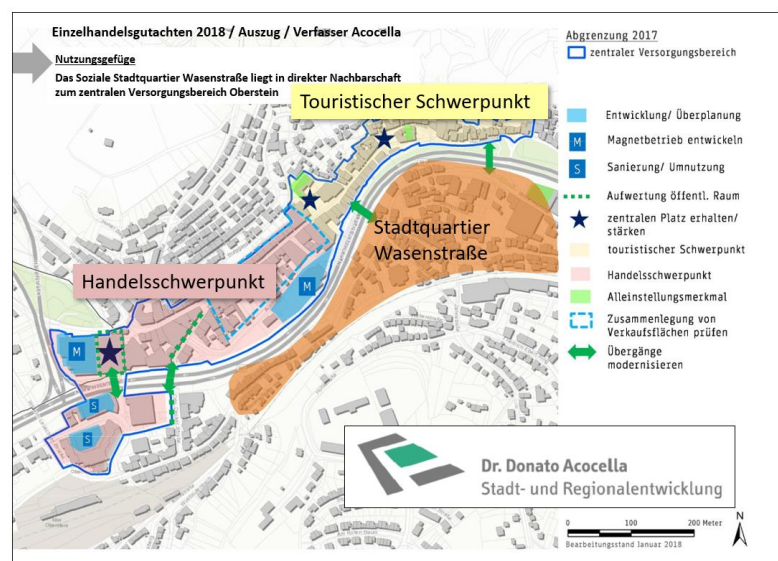 Einzelhandelsgutachten 2018 / Auszug / Verfasser Acocella
Nutzungsgefüge
Das Soziale Stadtquartier Wasenstraße liegt in direkter Nachbarschaft
zum zentralen Versorgungsbereich Oberstein
Touristischer Schwerpunkt
Stadtquartier
Wasenstraße
Handelsschwerpunkt
M
M
S
S
Abgrenzung 2017
zentraler Versorgungsbereich
Entwicklung/ Überplanung
M Magnetbetrieb entwickeln
S Sanierung/ Umnutzung
Aufwertung öffentl. Raum
zentralen Platz erhalten/
stärken
touristischer Schwerpunkt
Handelsschwerpunkt
Alleinstellungsmerkmal
Zusammenlegung von
Verkaufsflächen prüfen
Übergänge
modernisieren
Dr. Donato Acocella
Stadt- und Regionalentwicklung
0 100 200 Meter
Bearbeitungsstand Januar 2018
N